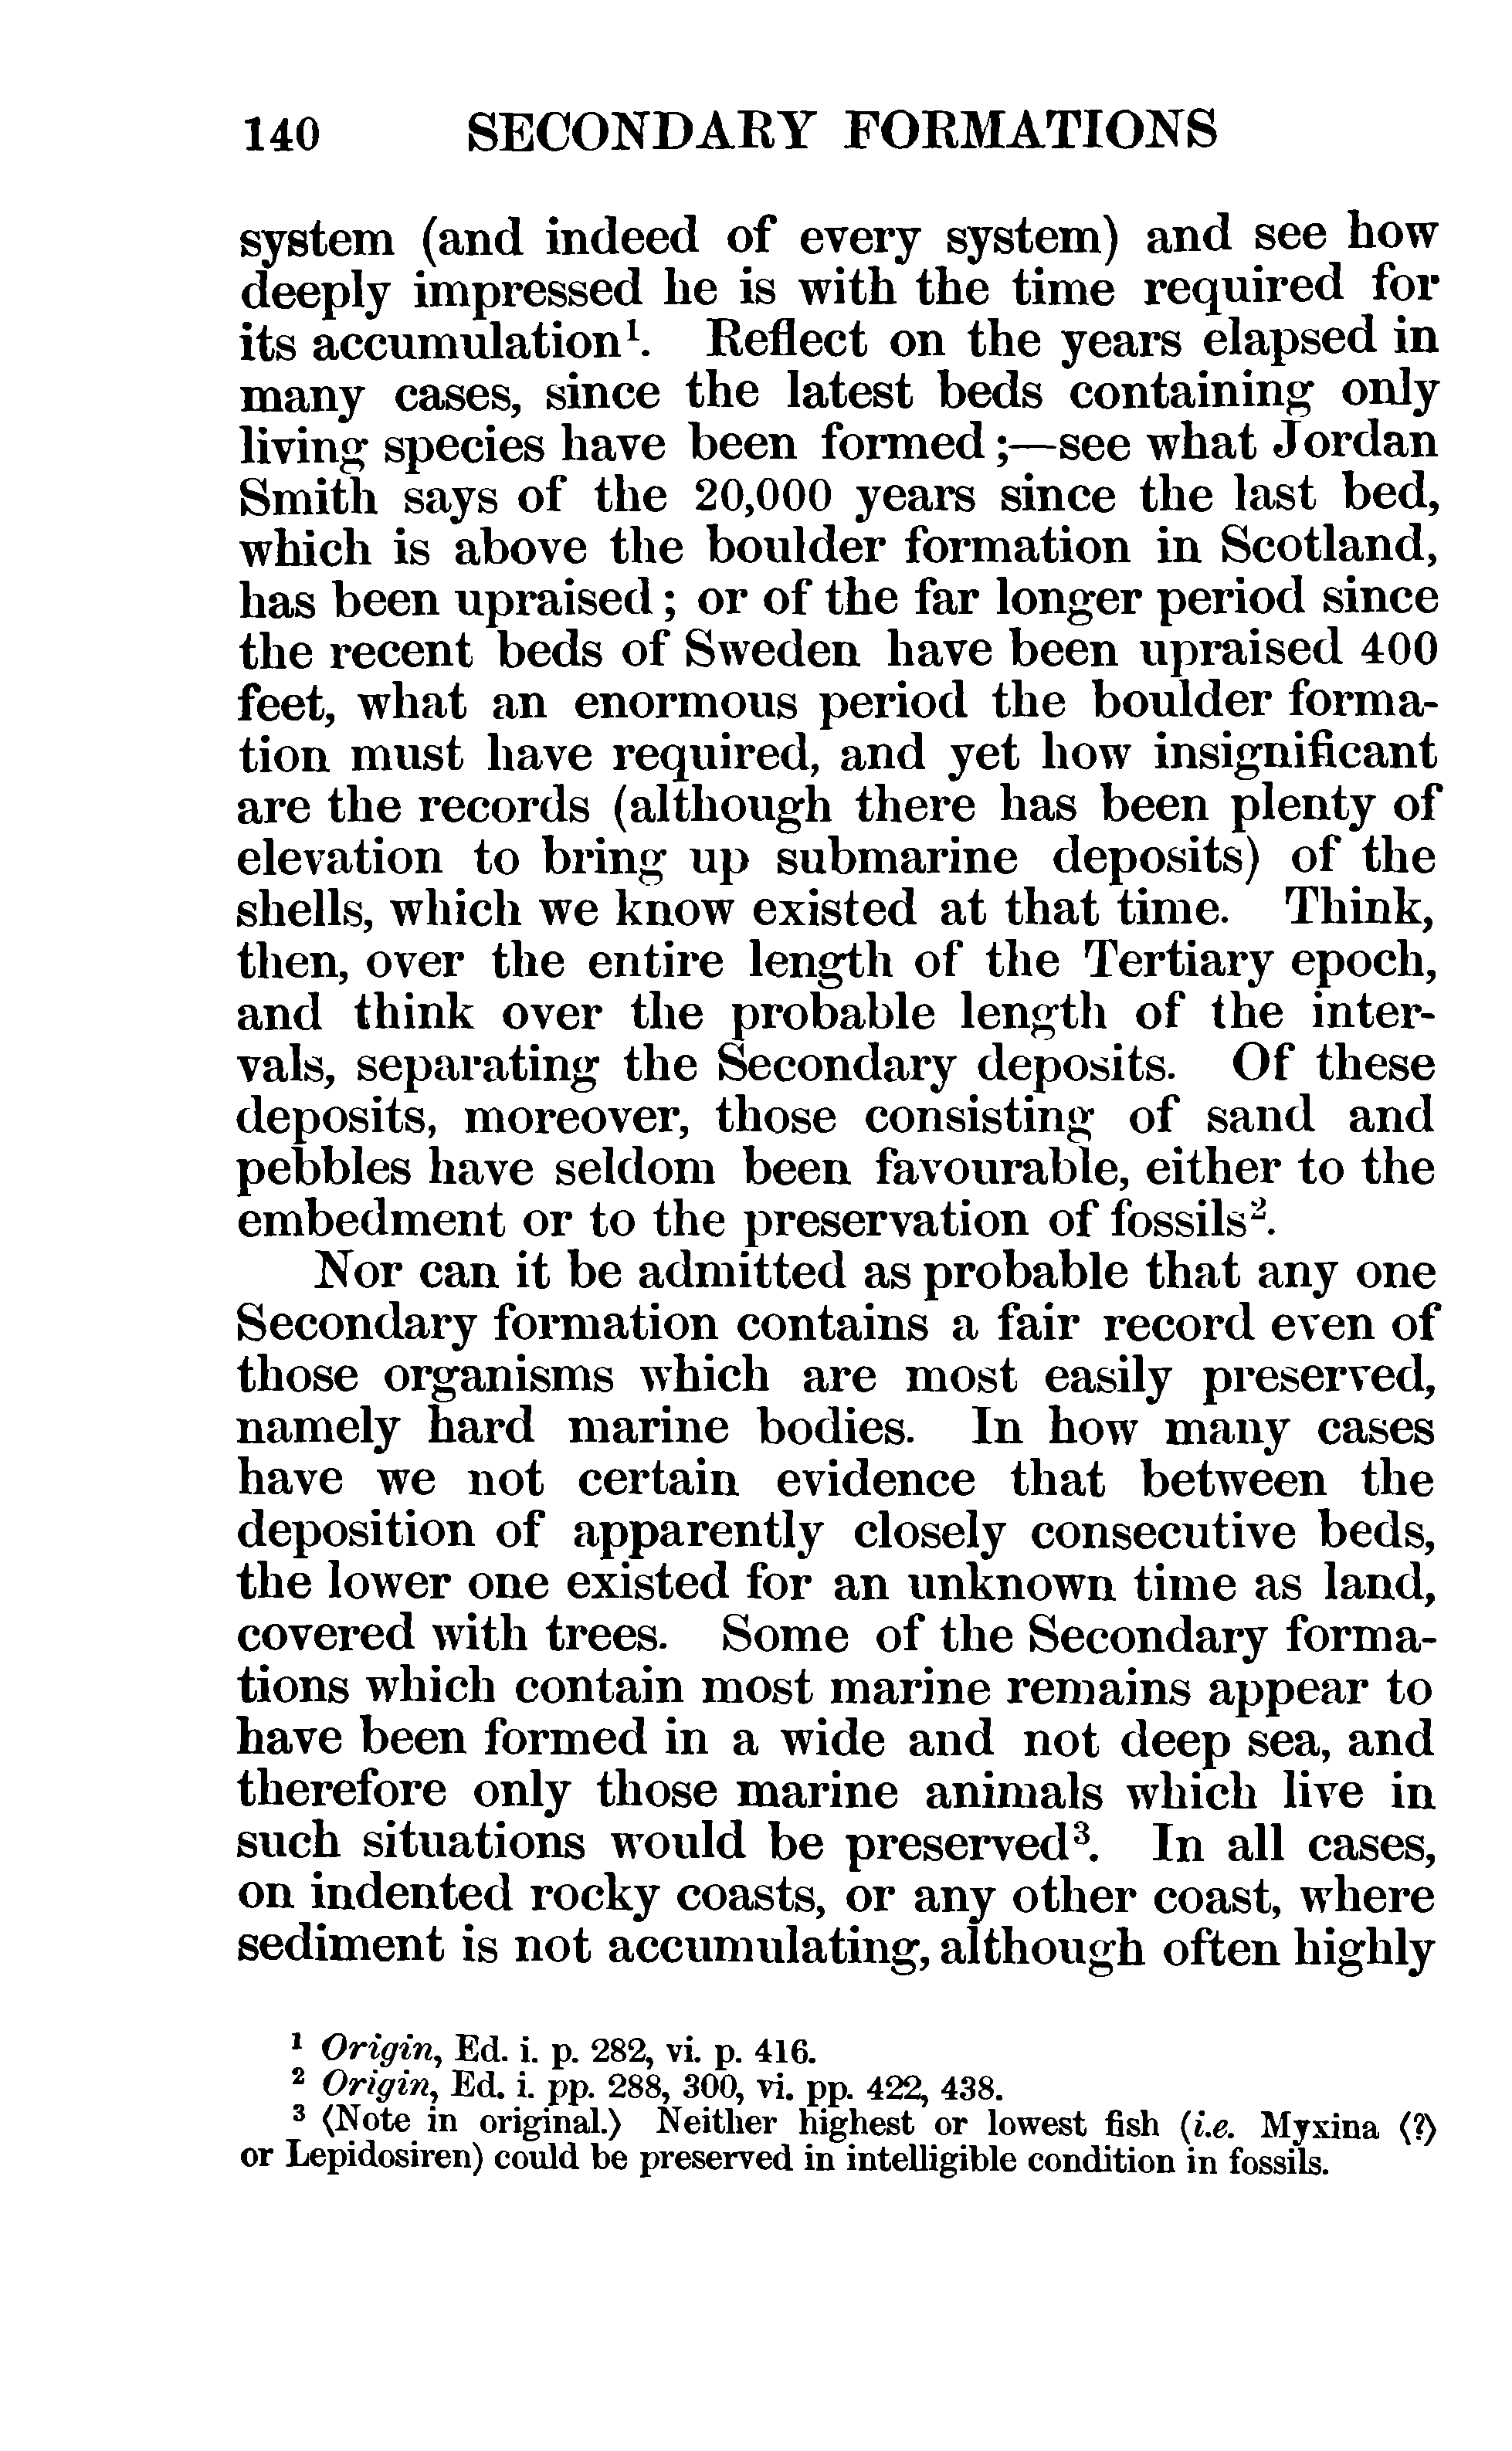 140 SECONDARY FORMATIONS
system (and indeed of every system) and see how
deeply impressed he is with the time required for
its accumulation¹. Reflect on the years elapsed in
many cases, since the latest beds containing only
living species have been formed;—see what Jordan
Smith says of the 20,000 years since the last bed,
which is above the boulder formation in Scotland,
has been upraised; or of the far longer period since
the recent beds of Sweden have been upraised 400
feet, what an enormous period the boulder forma-
tion must have required, and yet how insignificant
are the records (although there has been plenty of
elevation to bring up submarine deposits) of the
shells, which we know existed at that time. Think,
then, over the entire length of the Tertiary epoch,
and think over the probable length of the inter-
vals, separating the Secondary deposits. Of these
deposits, moreover, those consisting of sand and
pebbles have seldom been favourable, either to the
embedment or to the preservation of fossils².
Nor can it be admitted as probable that any one
Secondary formation contains a fair record even of
those organisms which are most easily preserved,
namely hard marine bodies. In how many cases
have we not certain evidence that between the
deposition of apparently closely consecutive beds,
the lower one existed for an unknown time as land,
covered with trees. Some of the Secondary forma-
tions which contain most marine remains appear to
have been formed in a wide and not deep sea, and
therefore only those marine animals which live in
such situations would be preserved³. In all cases,
on indented rocky coasts, or any other coast, where
sediment is not accumulating, although often highly
¹ Origin, Ed. i. p. 282, vi. p. 416.
² Origin, Ed. i. pp. 288, 300, vi. pp. 422, 438.
³ ⟨Note in original.⟩ Neither highest or lowest fish (i.e. Myxina ⟨?⟩
or Lepidosiren) could be preserved in intelligible condition in fossils.